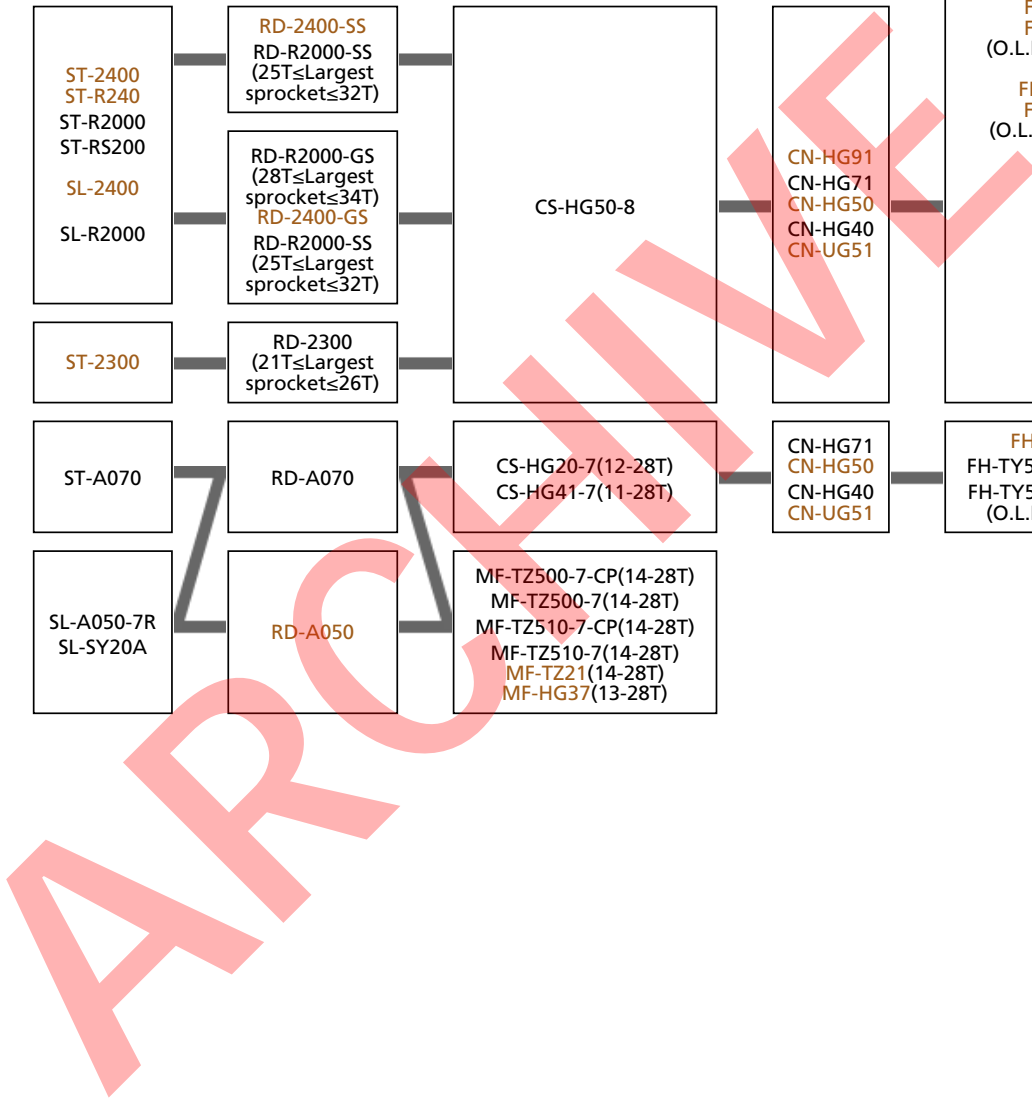 ST-2400
ST-R240
ST-R2000
ST-RS200
SL-2400
SL-R2000
RD-2400-SS
RD-R2000-SS
(25T≤Largest
sprocket≤32T)
RD-R2000-GS
(28T≤Largest
sprocket≤34T)
RD-2400-GS
RD-R2000-SS
(25T≤Largest
sprocket≤32T)
CS-HG50-8
CN-HG91
CN-HG71
CN-HG50
CN-HG40
CN-UG51
(O.L.
(O.L.
ST-2300
RD-2300
(21T≤Largest
sprocket≤26T)
ST-A070
RD-A070
CS-HG20-7(12-28T)
CS-HG41-7(11-28T)
CN-HG71
CN-HG50
CN-HG40
CN-UG51
FH
FH-TY5
FH-TY5
(O.L.
SL-A050-7R
SL-SY20A
RD-A050
MF-TZ500-7-CP(14-28T)
MF-TZ500-7(14-28T)
MF-TZ510-7-CP(14-28T)
MF-TZ510-7(14-28T)
MF-TZ21(14-28T)
MF-HG37(13-28T)
ARCHIVE